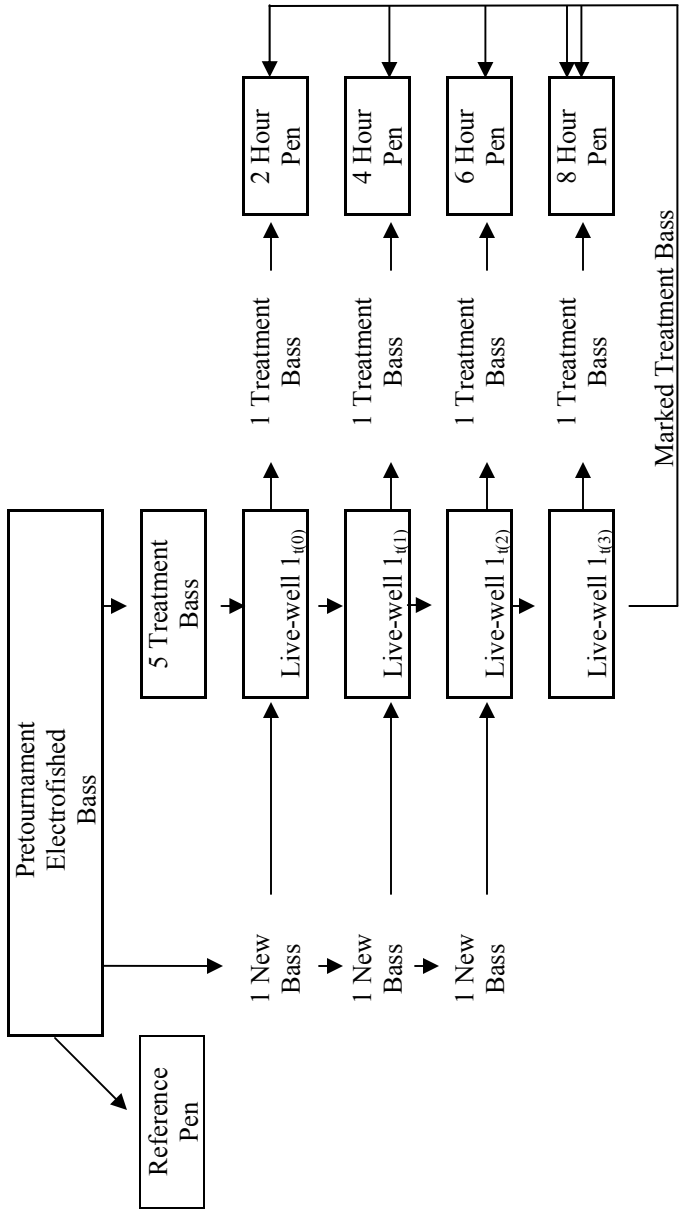 Pretournament
Electrofished
Bass
Reference
Pen
5 Treatment
Bass
1 New
Bass
Live-well 1t(0)
1 Treatment
Bass
2 Hour
Pen
1 New
Bass
Live-well 1t(1)
1 Treatment
Bass
4 Hour
Pen
1 New
Bass
Live-well 1t(2)
1 Treatment
Bass
6 Hour
Pen
Live-well 1t(3)
1 Treatment
Bass
8 Hour
Pen
Marked Treatment Bass